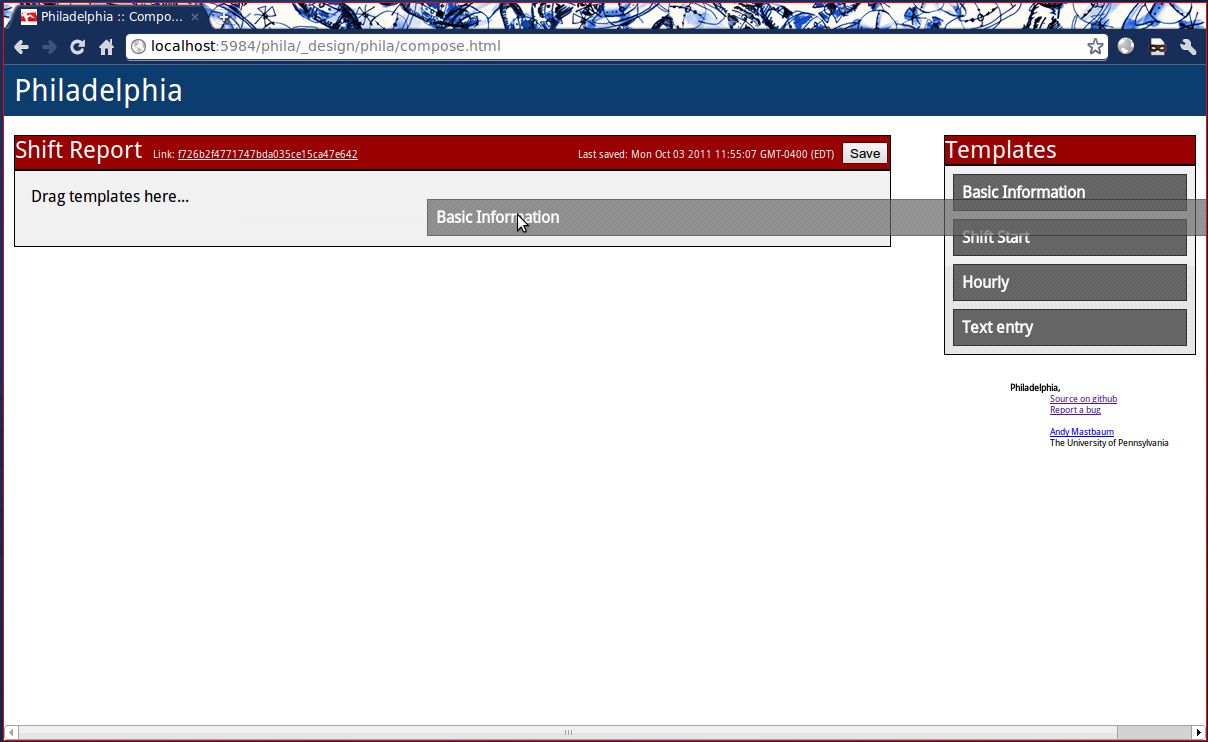 Philadelphia :: Compo...
localhost:5984/phila/_design/phila/compose.html
Philadelphia
Shift Report Link: f726b2f4771747bda035ce15ca47e642 Last saved: Mon Oct 03 2011 11:55:07 GMT-0400 (EDT) Save
Drag templates here...
Basic Information
Templates
Basic Information
Shift Start
Hourly
Text entry
Philadelphia,
Source on github
Report a bug
Andy Mastbaum
The University of Pennsylvania